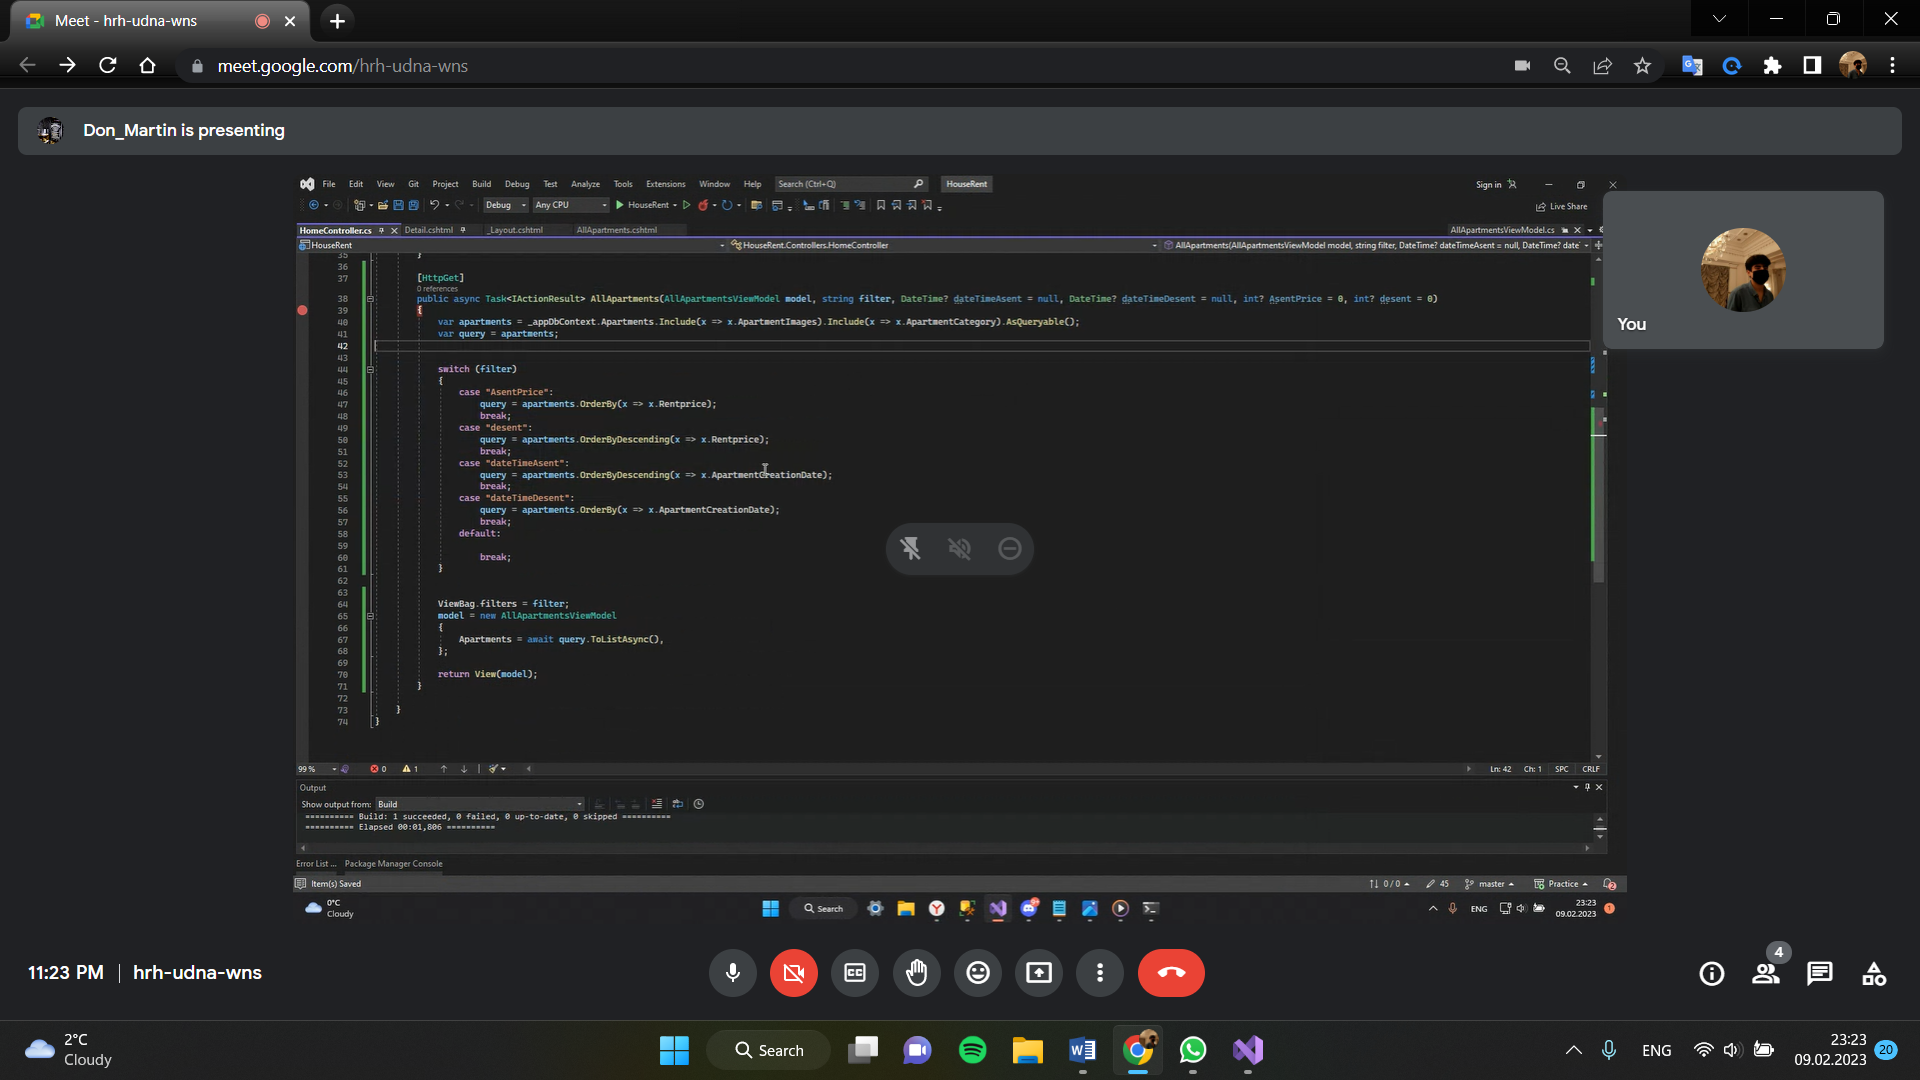 Meet - hrh-udna-wns
meet.google.com/hrh-udna-wns
Don_Martin is presenting
File Edit View Git Project Build Debug Test Analyze Tools Extensions Window Help Search (Ctrl+Q) HouseRent Sign in
Debug Any CPU HouseRent Live Share
HomeController.cs Detail.cshtml _Layout.cshtml AllApartments.cshtml AllApartmentsViewModel.cs
HouseRent HouseRent.Controllers.HomeController AllApartments(AllApartmentsViewModel model, string filter, DateTime? dateTimeAsent = null, DateTime? date
35 }
36
37 [HttpGet]
0 references
38 public async Task<IActionResult> AllApartments(AllApartmentsViewModel model, string filter, DateTime? dateTimeAsent = null, DateTime? dateTimeDesent = null, int? AsentPrice = 0, int? desent = 0)
39 {
40 var apartments = _appDbContext.Apartments.Include(x => x.ApartmentImages).Include(x => x.ApartmentCategory).AsQueryable();
41 var query = apartments;
42
43
44 switch (filter)
45 {
46 case "AsentPrice":
47 query = apartments.OrderBy(x => x.Rentprice);
48 break;
49 case "desent":
50 query = apartments.OrderByDescending(x => x.Rentprice);
51 break;
52 case "dateTimeAsent":
53 query = apartments.OrderByDescending(x => x.ApartmentCreationDate);
54 break;
55 case "dateTimeDesent":
56 query = apartments.OrderBy(x => x.ApartmentCreationDate);
57 break;
58 default:
59
60 break;
61 }
62
63
64 ViewBag.filters = filter;
65 model = new AllApartmentsViewModel
66 {
67 Apartments = await query.ToListAsync(),
68 };
69
70 return View(model);
71 }
72
73 }
74 }
You
99 % 0 1 Ln: 42 Ch: 1 SPC CRLF
Output
Show output from: Build
========== Build: 1 succeeded, 0 failed, 0 up-to-date, 0 skipped ==========
========== Elapsed 00:01,806 ==========
Error List ... Package Manager Console
Item(s) Saved 0 / 0 45 master Practice 2
0°C
Cloudy
Search
ENG
23:23
09.02.2023
1
11:23 PM hrh-udna-wns
CC
4
2°C
Cloudy
Search
ENG
23:23
09.02.2023
20